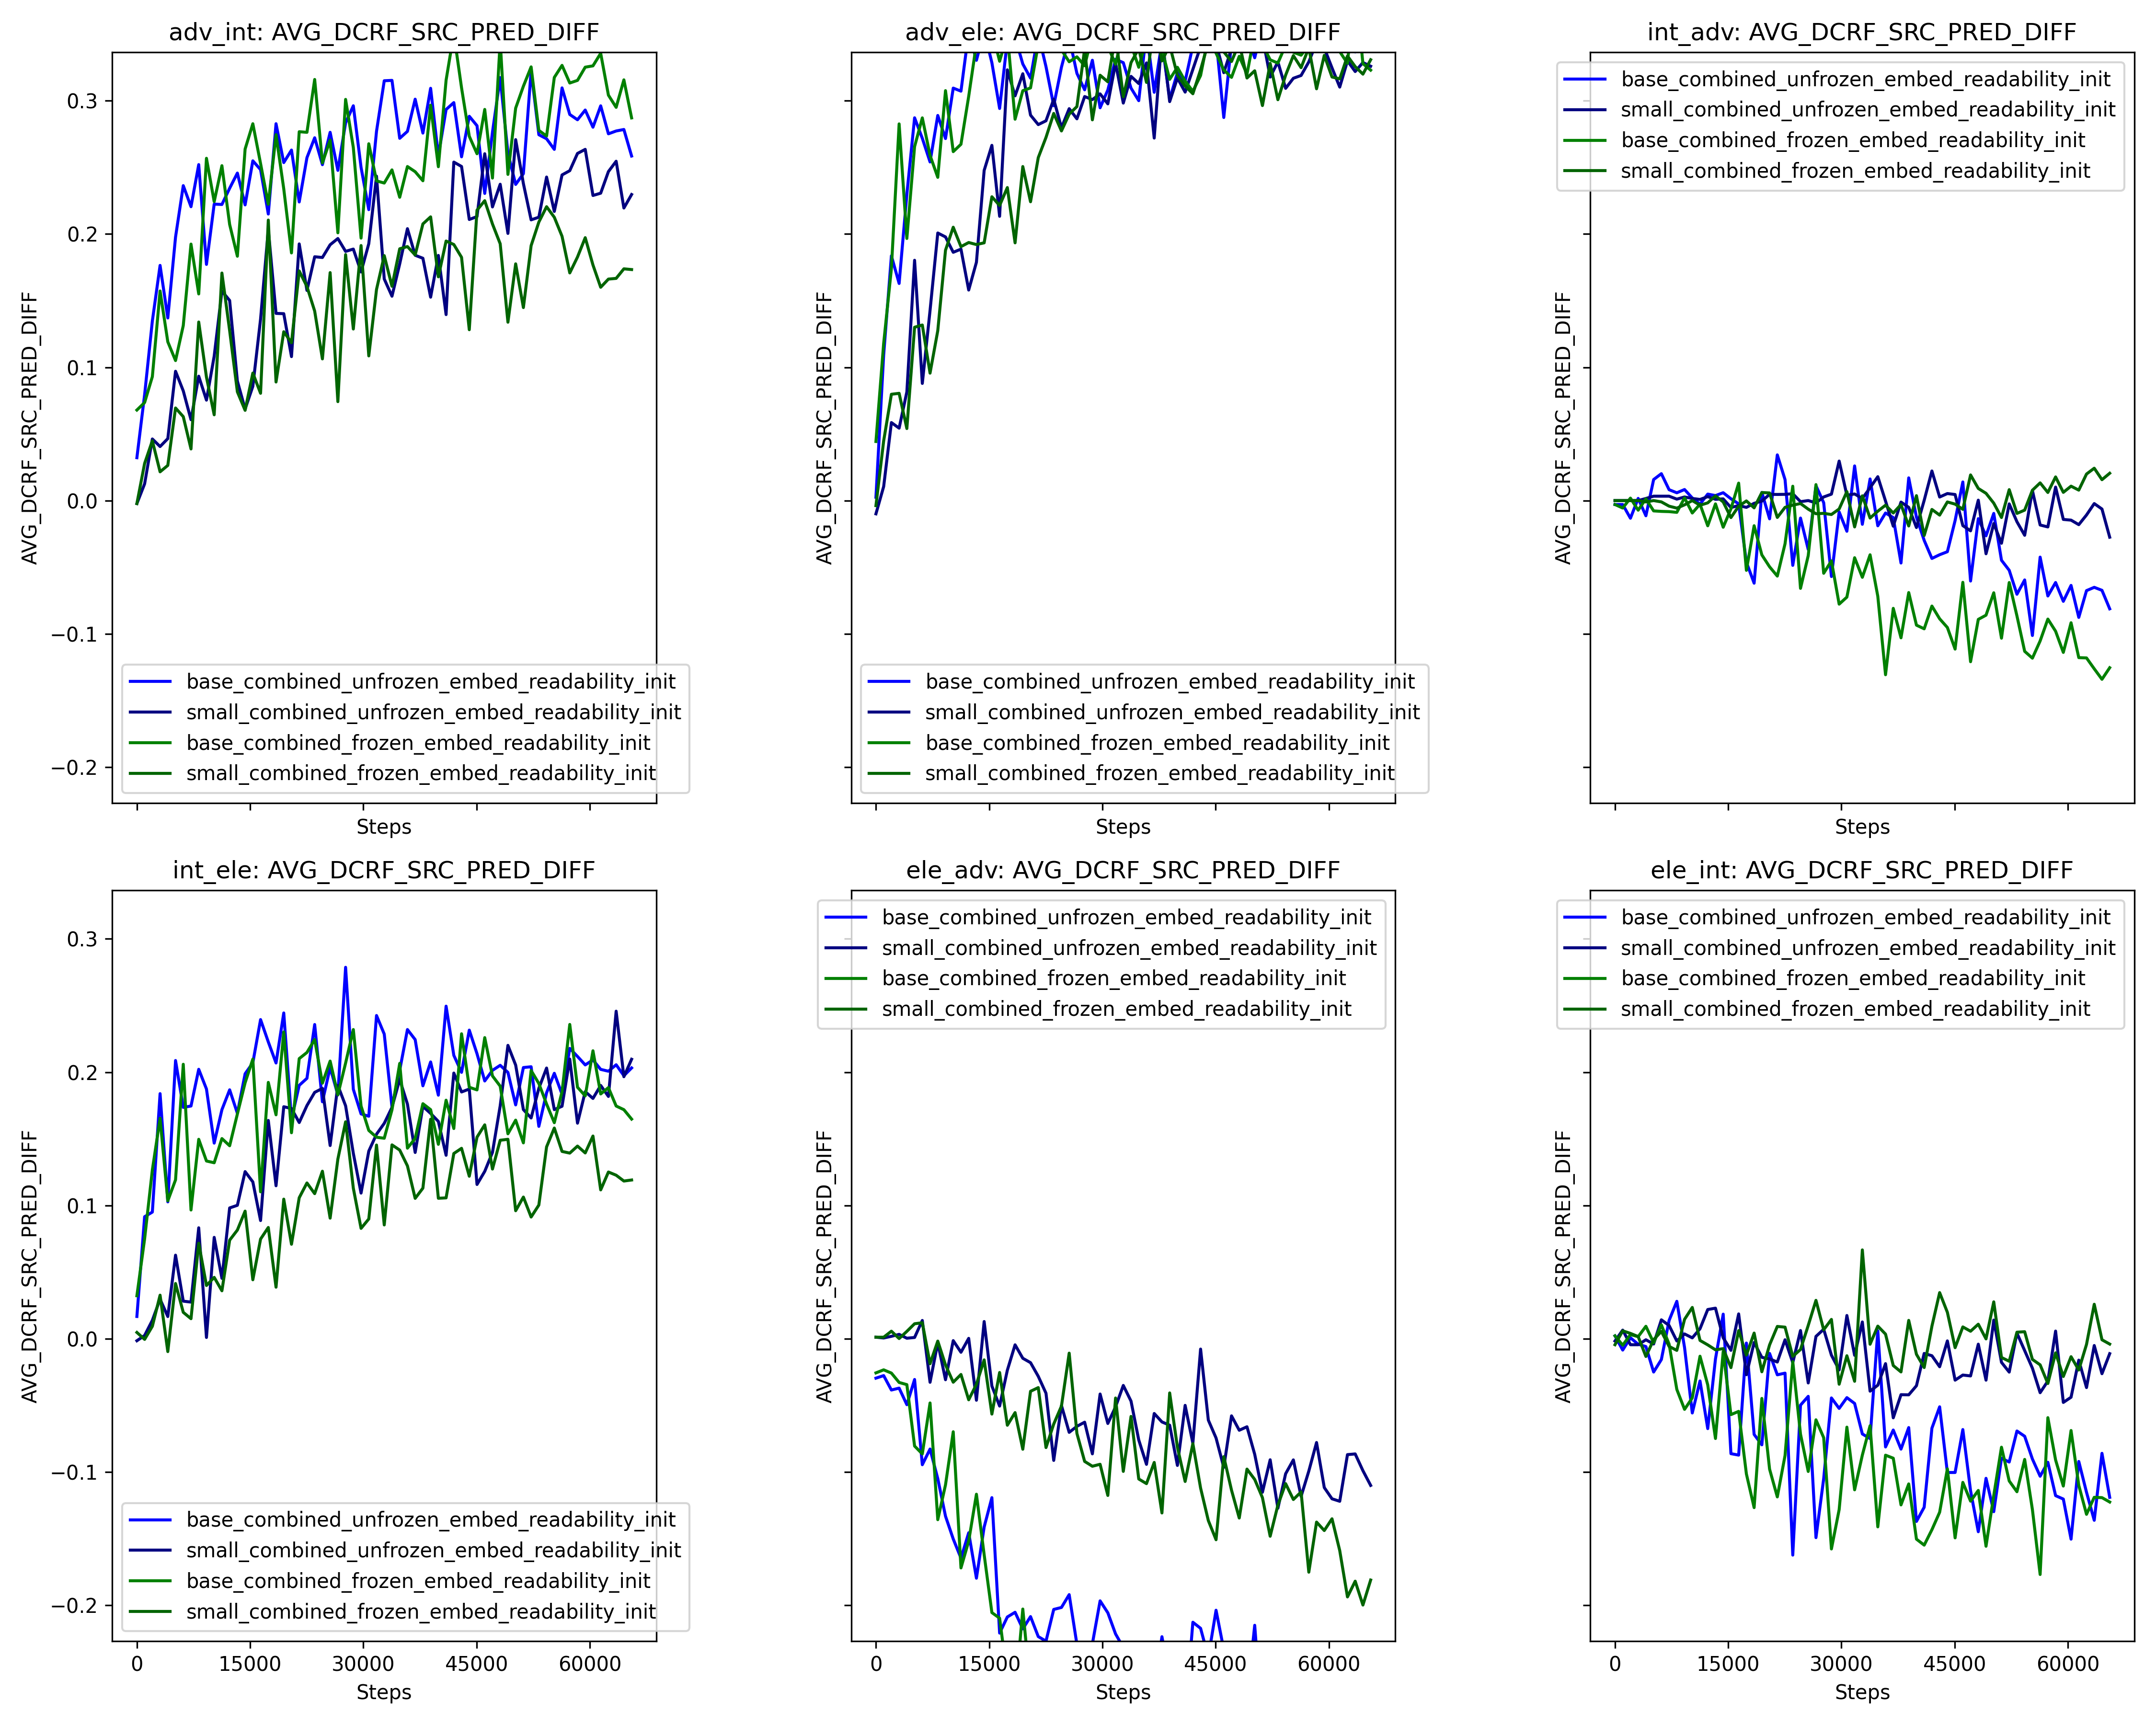 adv_int: AVG_DCRF_SRC_PRED_DIFF
AVG_DCRF_SRC_PRED_DIFF
0.3
0.2
0.1
0.0
−0.1
−0.2
base_combined_unfrozen_embed_readability_init
small_combined_unfrozen_embed_readability_init
base_combined_frozen_embed_readability_init
small_combined_frozen_embed_readability_init
Steps
adv_ele: AVG_DCRF_SRC_PRED_DIFF
AVG_DCRF_SRC_PRED_DIFF
base_combined_unfrozen_embed_readability_init
small_combined_unfrozen_embed_readability_init
base_combined_frozen_embed_readability_init
small_combined_frozen_embed_readability_init
Steps
int_adv: AVG_DCRF_SRC_PRED_DIFF
AVG_DCRF_SRC_PRED_DIFF
base_combined_unfrozen_embed_readability_init
small_combined_unfrozen_embed_readability_init
base_combined_frozen_embed_readability_init
small_combined_frozen_embed_readability_init
Steps
int_ele: AVG_DCRF_SRC_PRED_DIFF
AVG_DCRF_SRC_PRED_DIFF
0.3
0.2
0.1
0.0
−0.1
−0.2
base_combined_unfrozen_embed_readability_init
small_combined_unfrozen_embed_readability_init
base_combined_frozen_embed_readability_init
small_combined_frozen_embed_readability_init
0 15000 30000 45000 60000
Steps
ele_adv: AVG_DCRF_SRC_PRED_DIFF
AVG_DCRF_SRC_PRED_DIFF
base_combined_unfrozen_embed_readability_init
small_combined_unfrozen_embed_readability_init
base_combined_frozen_embed_readability_init
small_combined_frozen_embed_readability_init
0 15000 30000 45000 60000
Steps
ele_int: AVG_DCRF_SRC_PRED_DIFF
AVG_DCRF_SRC_PRED_DIFF
base_combined_unfrozen_embed_readability_init
small_combined_unfrozen_embed_readability_init
base_combined_frozen_embed_readability_init
small_combined_frozen_embed_readability_init
0 15000 30000 45000 60000
Steps